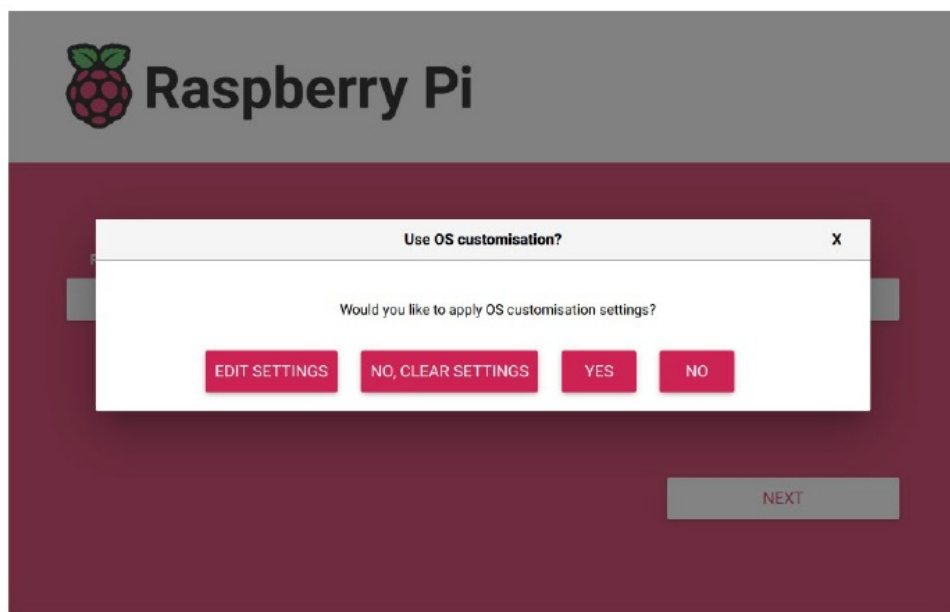 Raspberry Pi
Use OS customisation?
X
Would you like to apply OS customisation settings?
EDIT SETTINGS
NO, CLEAR SETTINGS
YES
NO
NEXT